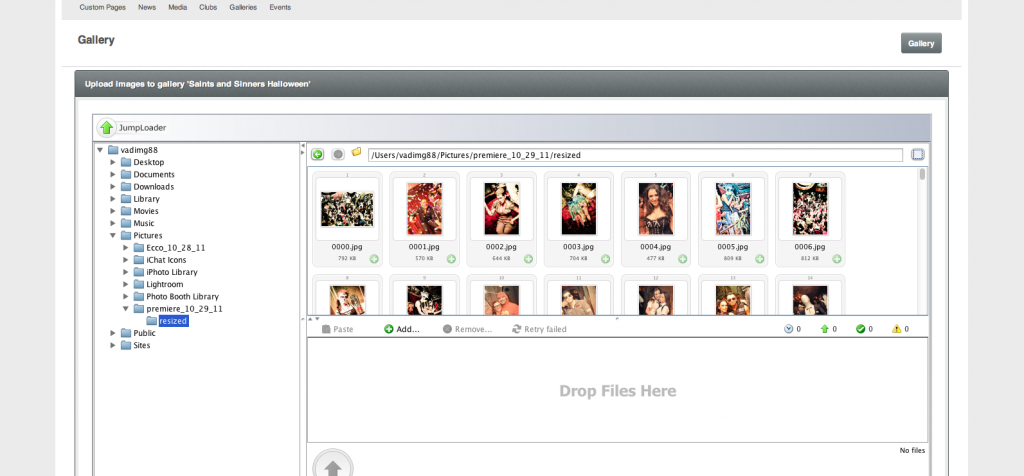 Custom Pages News Media Clubs Galleries Events
Gallery
Gallery
Upload images to gallery 'Saints and Sinners Halloween'
JumpLoader
vadimg88
Desktop
Documents
Downloads
Library
Movies
Music
Pictures
Ecco_10_28_11
iChat Icons
iPhoto Library
Lightroom
Photo Booth Library
premiere_10_29_11
resized
Public
Sites
/Users/vadimg88/Pictures/premiere_10_29_11/resized
1 2 3 4 5 6 7
0000.jpg 0001.jpg 0002.jpg 0003.jpg 0004.jpg 0005.jpg 0006.jpg
792 KB 570 KB 644 KB 704 KB 477 KB 809 KB 812 KB
8 9 10 11 12 13 14
Paste Add... Remove... Retry failed 0 0 0 0
Drop Files Here
No files